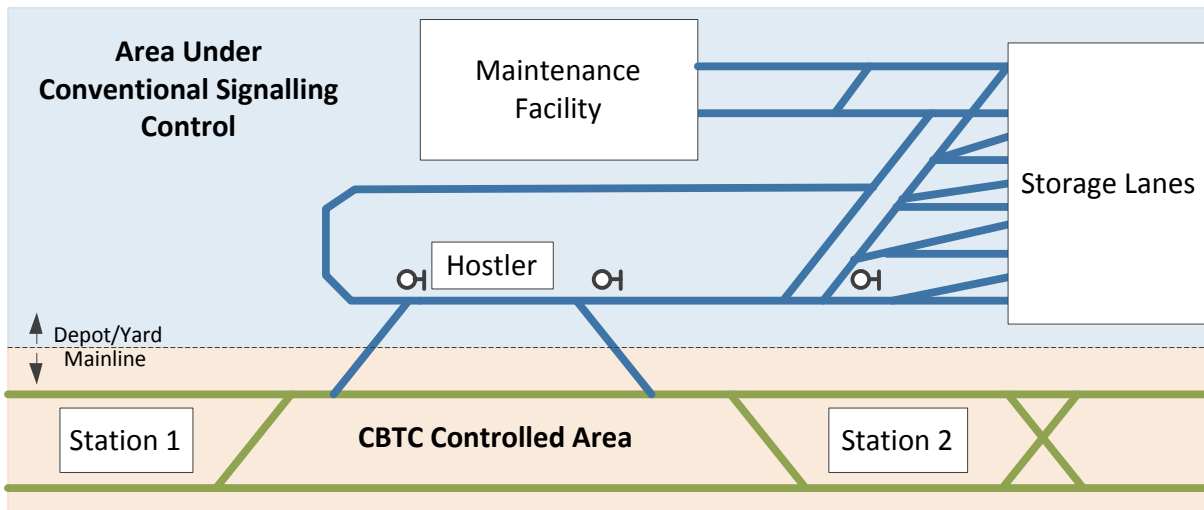 Area Under
Conventional Signalling
Control
Maintenance
Facility
Storage Lanes
Hostler
Depot/Yard
Mainline
Station 1
CBTC Controlled Area
Station 2